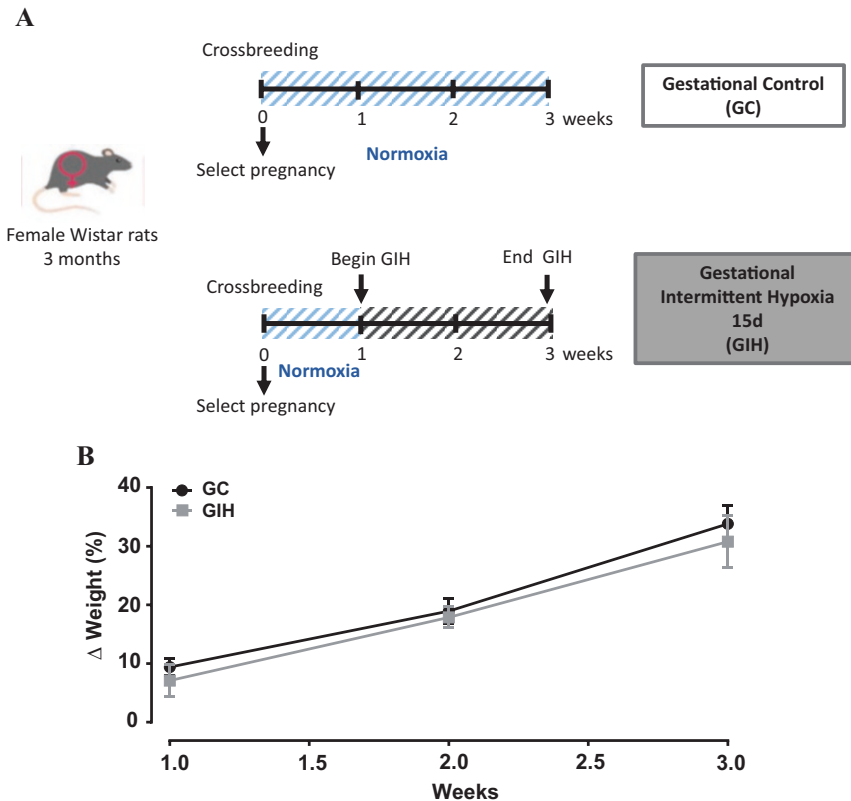 A
Crossbreeding
0 1 2 3 weeks
Normoxia
Select pregnancy
Gestational Control
(GC)
Female Wistar rats
3 months
Begin GIH
End GIH
Crossbreeding
0 1 2 3 weeks
Normoxia
Select pregnancy
Gestational
Intermittent Hypoxia
15d
(GIH)
B
GC
GIH
Δ Weight (%)
40
30
20
10
0
1.0 1.5 2.0 2.5 3.0
Weeks